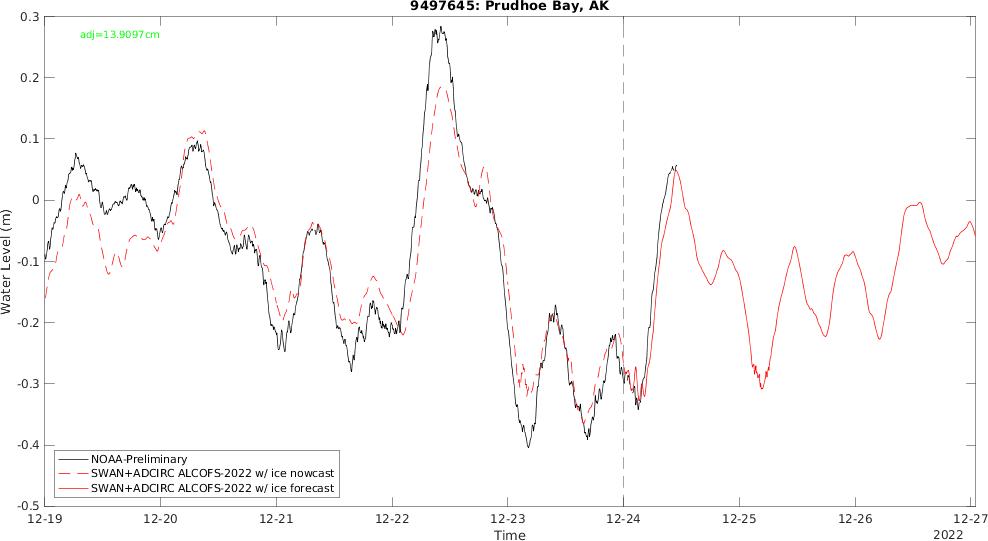 9497645: Prudhoe Bay, AK
adj=13.9097cm
0.3
0.2
0.1
0
-0.1
-0.2
-0.3
-0.4
-0.5
Water Level (m)
NOAA-Preliminary
SWAN+ADCIRC ALCOFS-2022 w/ ice nowcast
SWAN+ADCIRC ALCOFS-2022 w/ ice forecast
12-19 12-20 12-21 12-22 12-23 12-24 12-25 12-26 12-27
Time
2022